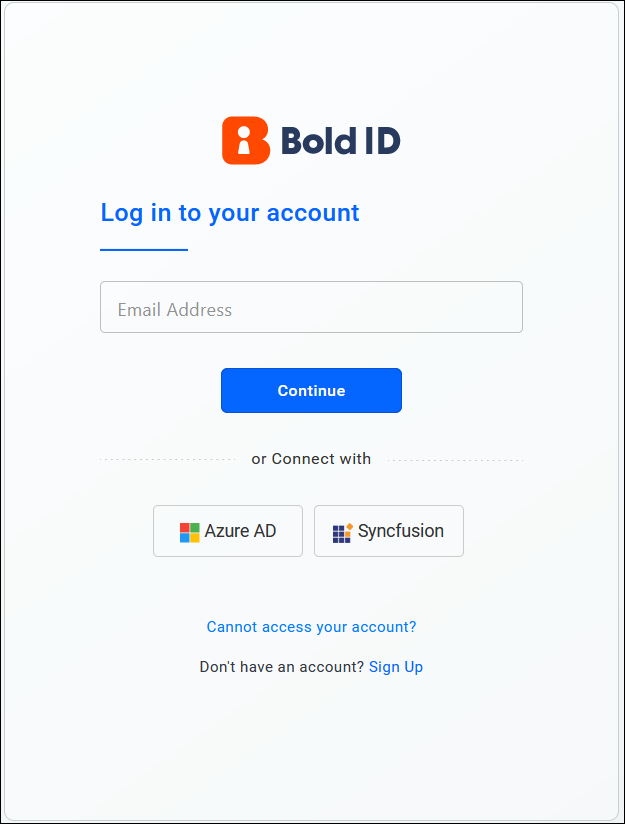 Bold ID
Log in to your account
Email Address
Continue
or Connect with
Azure AD
Syncfusion
Cannot access your account?
Don't have an account? Sign Up